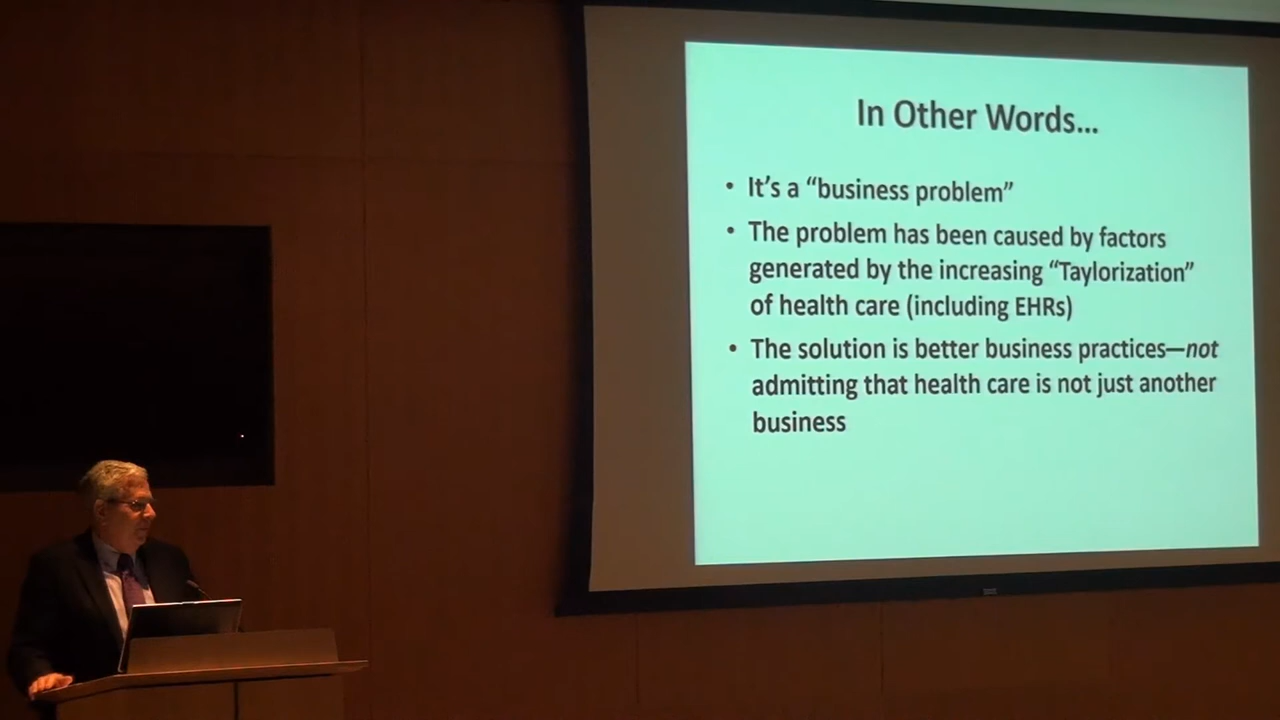 In Other Words...
• It's a “business problem”
• The problem has been caused by factors
generated by the increasing “Taylorization”
of health care (including EHRs)
• The solution is better business practices—not
admitting that health care is not just another
business